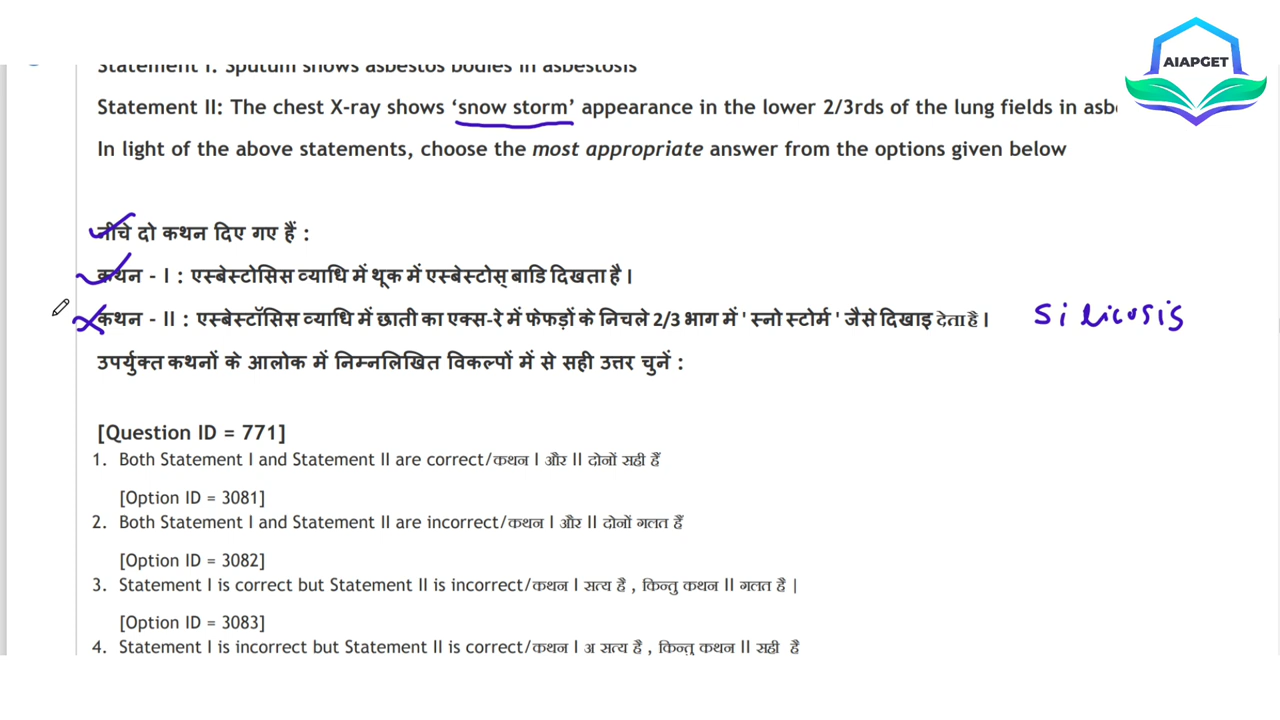 AIAPGET
Statement I: Sputum shows asbestos bodies in asbestosis
Statement II: The chest X-ray shows ‘snow storm’ appearance in the lower 2/3rds of the lung fields in
In light of the above statements, choose the most appropriate answer from the options given below
नीचे दो कथन दिए गए हैं :
कथन - I : एस्बेस्टोसिस व्याधि में थूक में एस्बेस्टोस् बाडि दिखता है।
कथन - II : एस्बेस्टॉसिस व्याधि में छाती का एक्स-रे में फेफड़ों के निचले 2/3 भाग में ' स्नो स्टोर्म ' जैसे दिखाइ देता है। Silicosis
उपर्युक्त कथनों के आलोक में निम्नलिखित विकल्पों में से सही उत्तर चुनें :
[Question ID = 771]
1. Both Statement I and Statement II are correct/कथन I और II दोनों सही हैं
[Option ID = 3081]
2. Both Statement I and Statement II are incorrect/कथन I और II दोनों गलत हैं
[Option ID = 3082]
3. Statement I is correct but Statement II is incorrect/कथन I सत्य है , किन्तु कथन II गलत है |
[Option ID = 3083]
4. Statement I is incorrect but Statement II is correct/कथन I अ सत्य है , किन्तु कथन II सही है